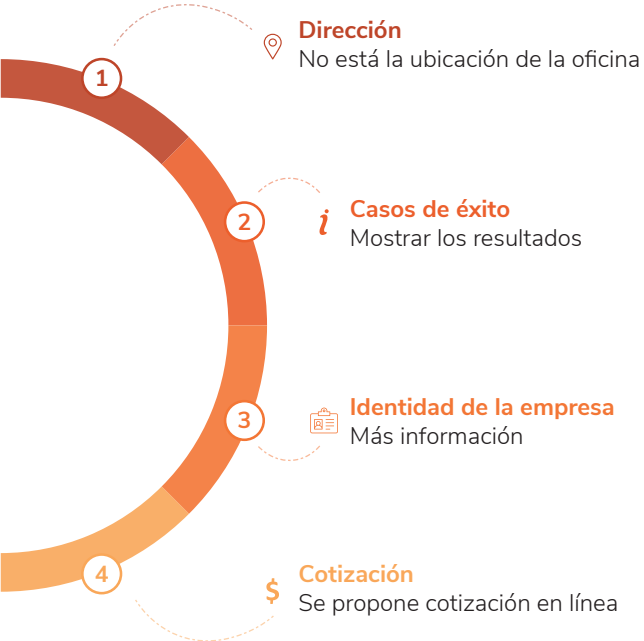 1
Dirección
No está la ubicación de la oficina
2
i
Casos de éxito
Mostrar los resultados
3
Identidad de la empresa
Más información
4
$
Cotización
Se propone cotización en línea